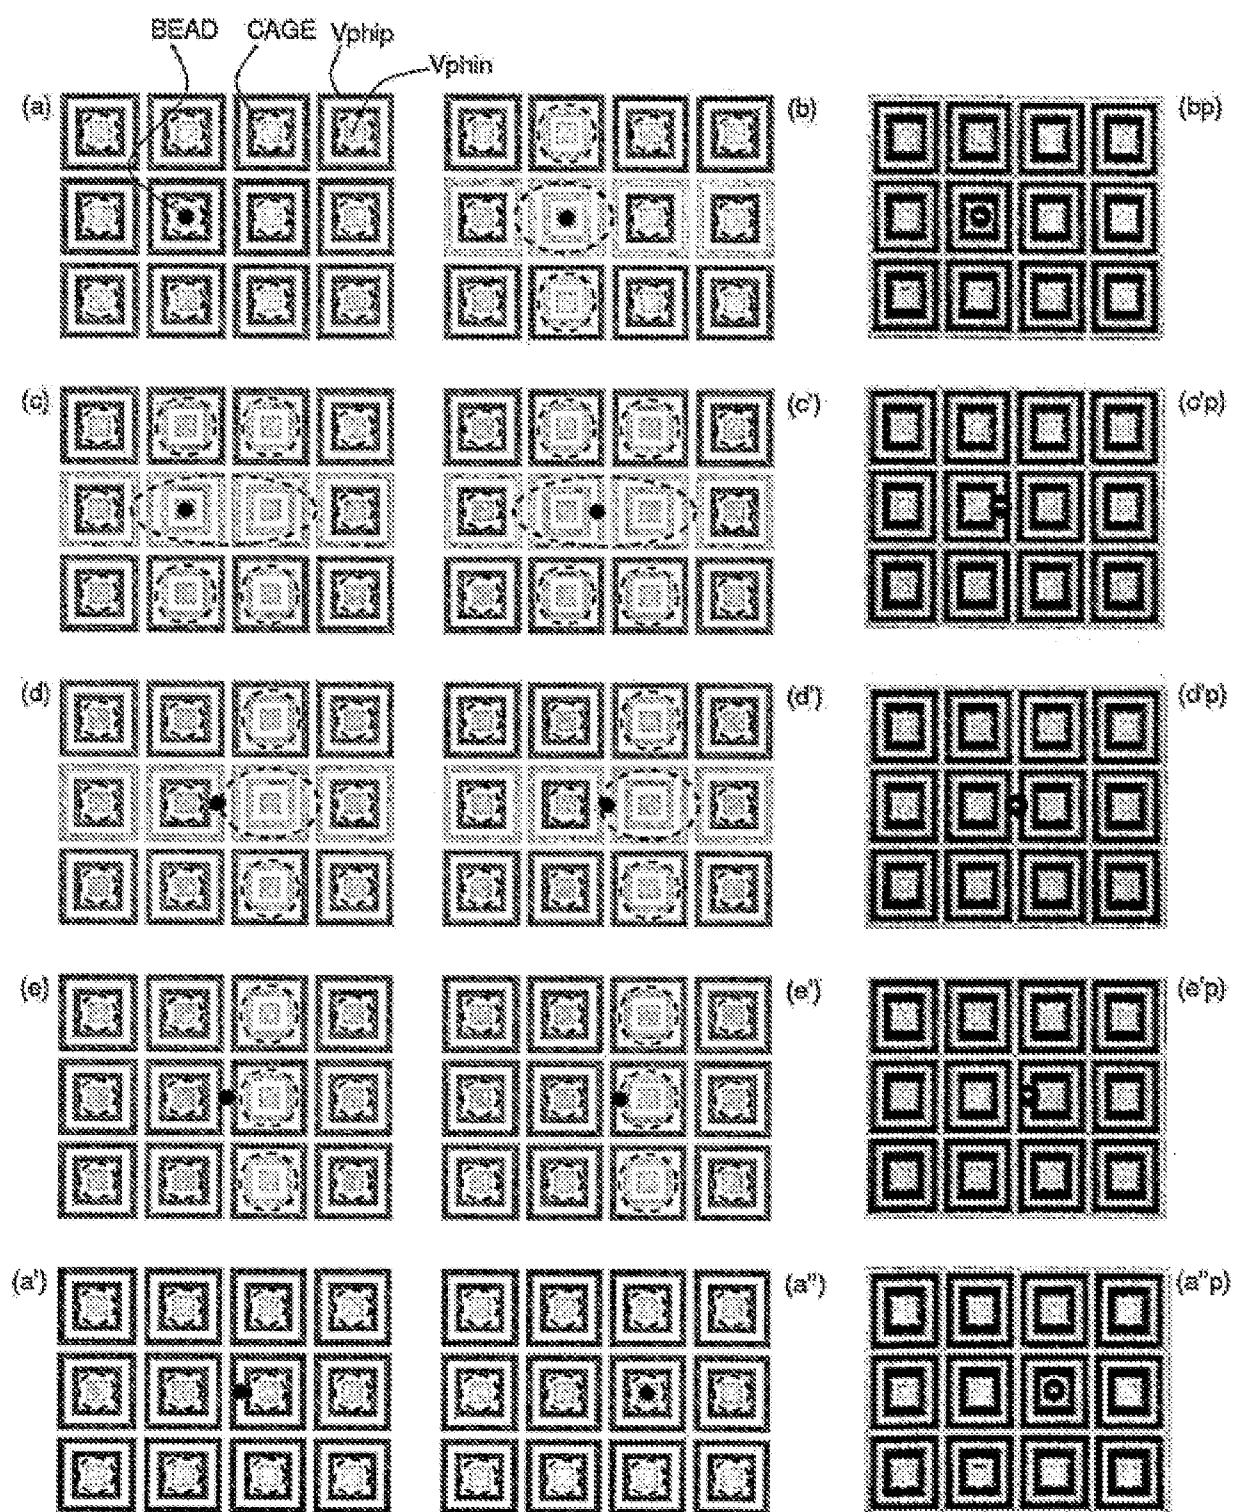 BEAD CAGE Vphip
Vphin
(a) (b) (bp)
(c) (c') (c'p)
(d) (d') (d'p)
(e) (e') (e'p)
(a') (a") (a"p)